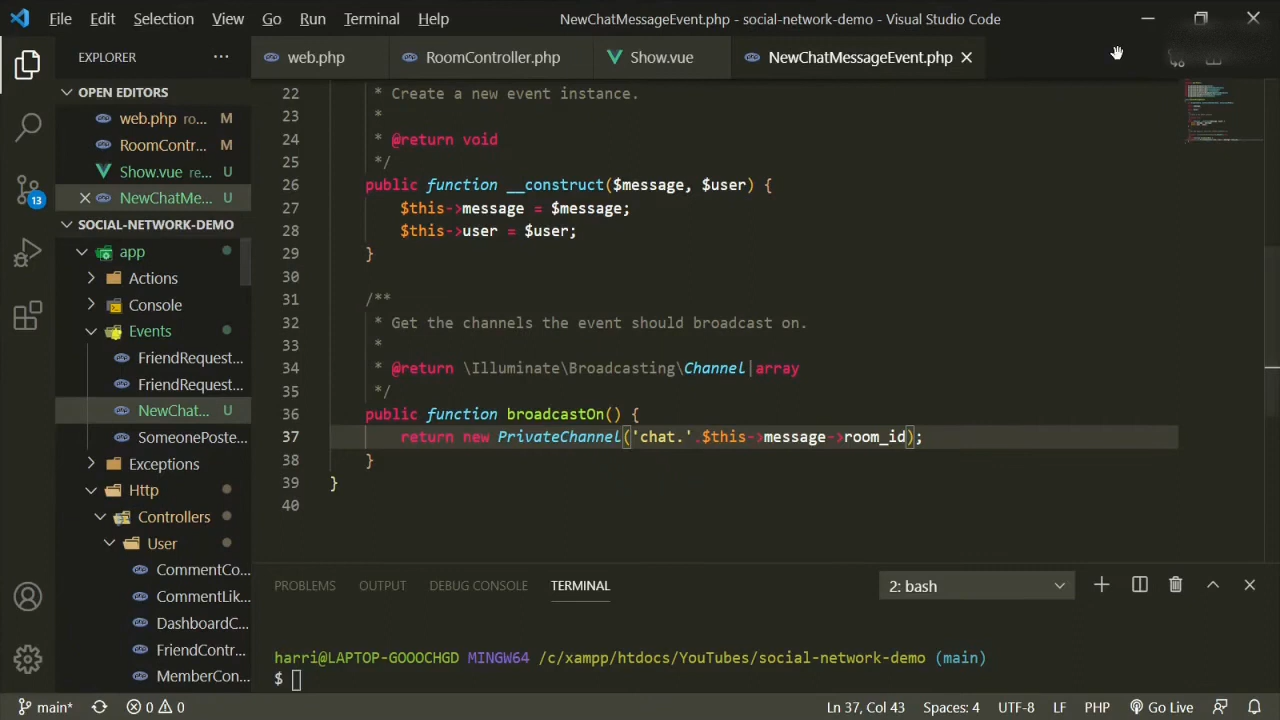 File Edit Selection View Go Run Terminal Help NewChatMessageEvent.php - social-network-demo - Visual Studio Code
EXPLORER ...
web.php RoomController.php Show.vue NewChatMessageEvent.php
OPEN EDITORS
web.php ro... M
RoomContr... M
Show.vue re... U
NewChatMe... U
SOCIAL-NETWORK-DEMO
app
Actions
Console
Events
FriendRequest...
FriendRequest...
NewChat... U
SomeonePoste...
Exceptions
Http
Controllers
User
CommentCo...
CommentLik...
DashboardC...
FriendContr...
MemberCon...
13
22 * Create a new event instance.
23 *
24 * @return void
25 */
26 public function __construct($message, $user) {
27 $this->message = $message;
28 $this->user = $user;
29 }
30
31 /**
32 * Get the channels the event should broadcast on.
33 *
34 * @return \Illuminate\Broadcasting\Channel|array
35 */
36 public function broadcastOn() {
37 return new PrivateChannel('chat.'.$this->message->room_id);
38 }
39 }
40
PROBLEMS OUTPUT DEBUG CONSOLE TERMINAL 2: bash
harri@LAPTOP-GOOOCHGD MINGW64 /c/xampp/htdocs/YouTubes/social-network-demo (main)
$
main* 0 0 Ln 37, Col 43 Spaces: 4 UTF-8 LF PHP Go Live